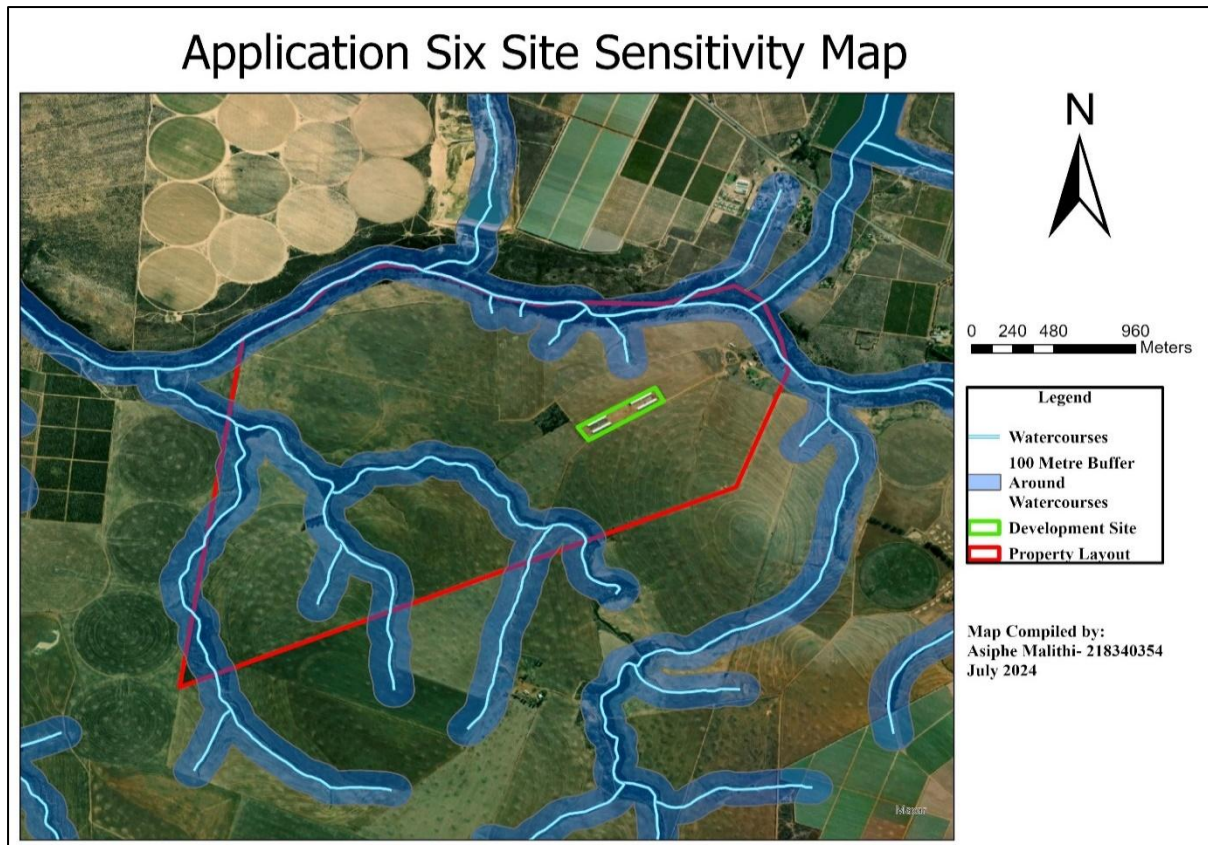 Application Six Site Sensitivity Map
N
0 240 480 960
Meters
Legend
Watercourses
100 Metre Buffer
Around
Watercourses
Development Site
Property Layout
Map Compiled by:
Asiphe Malithi- 218340354
July 2024
Maxar